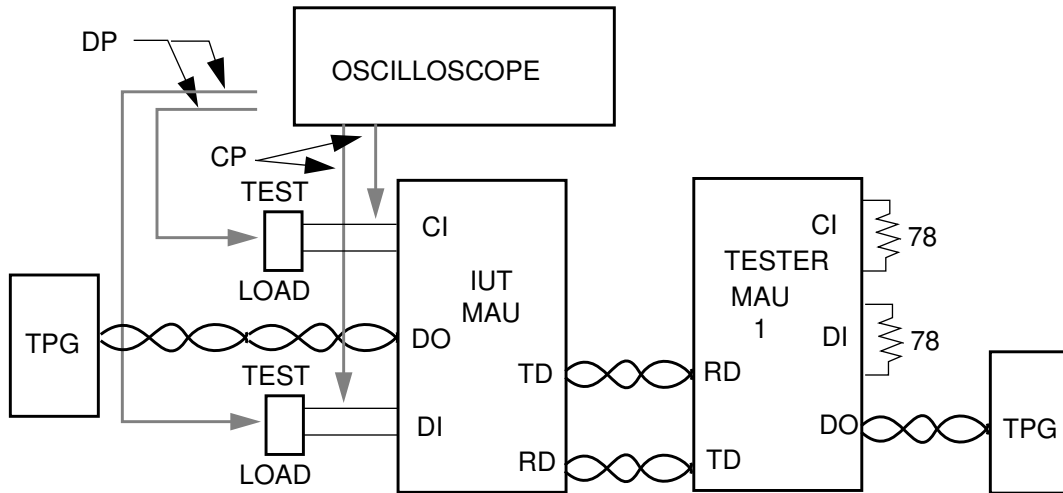 DP
OSCILLOSCOPE
CP
TEST
LOAD
CI
IUT
MAU
DO
TPG
TEST
LOAD
DI
TD
RD
CI
78
TESTER
MAU
1
DI
78
RD
DO
TD
TPG